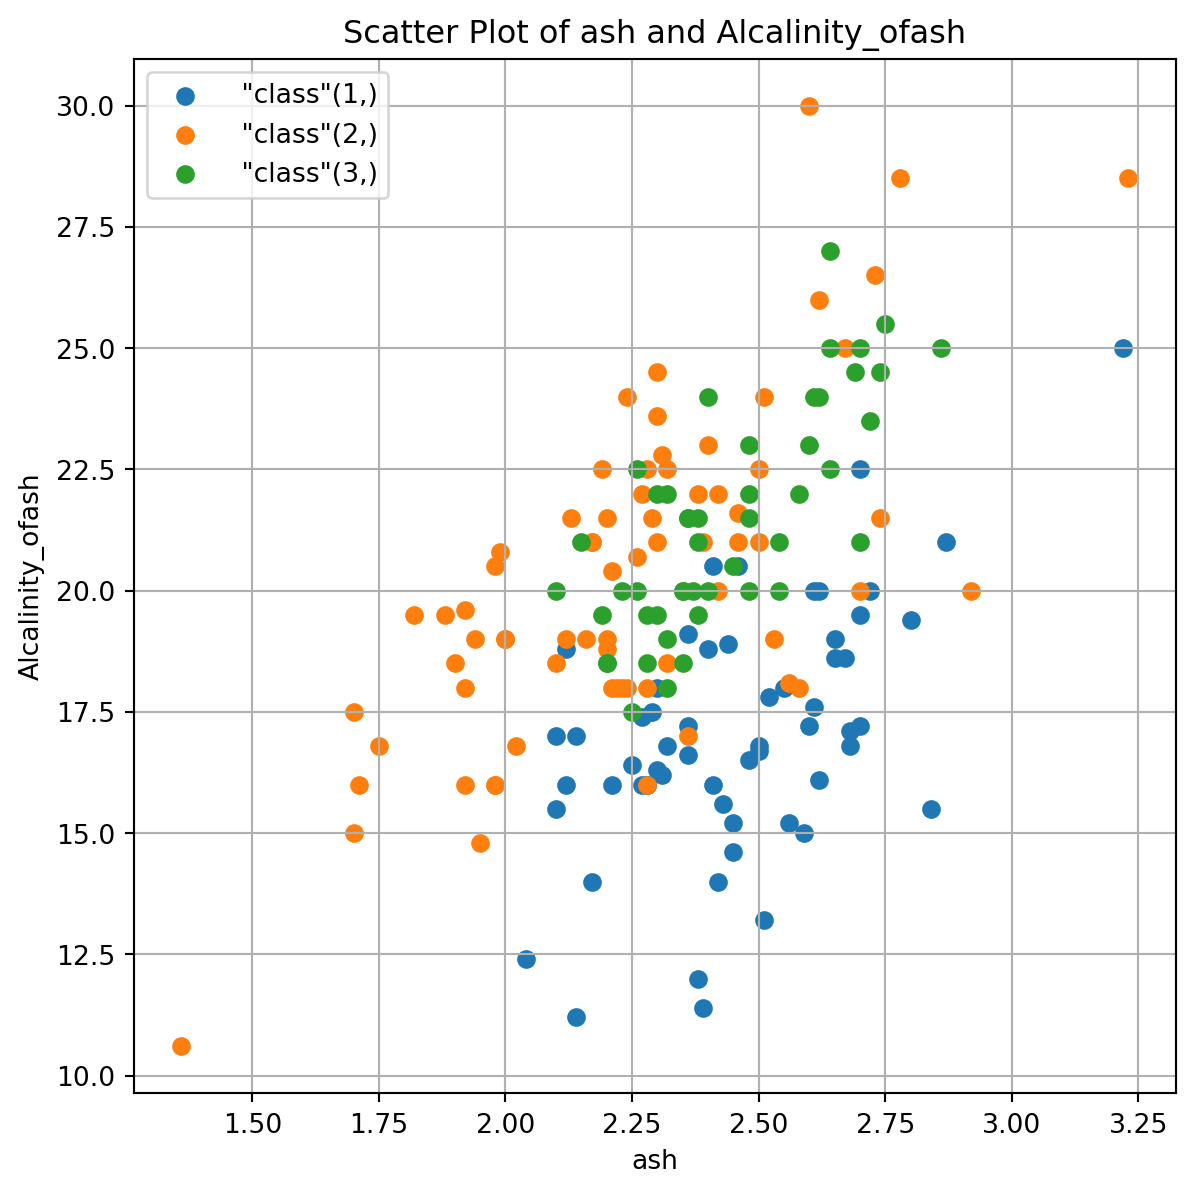 Scatter Plot of ash and Alcalinity_ofash
"class"(1,)
"class"(2,)
"class"(3,)
30.0
27.5
25.0
22.5
20.0
17.5
15.0
12.5
10.0
Alcalinity_ofash
1.50 1.75 2.00 2.25 2.50 2.75 3.00 3.25
ash